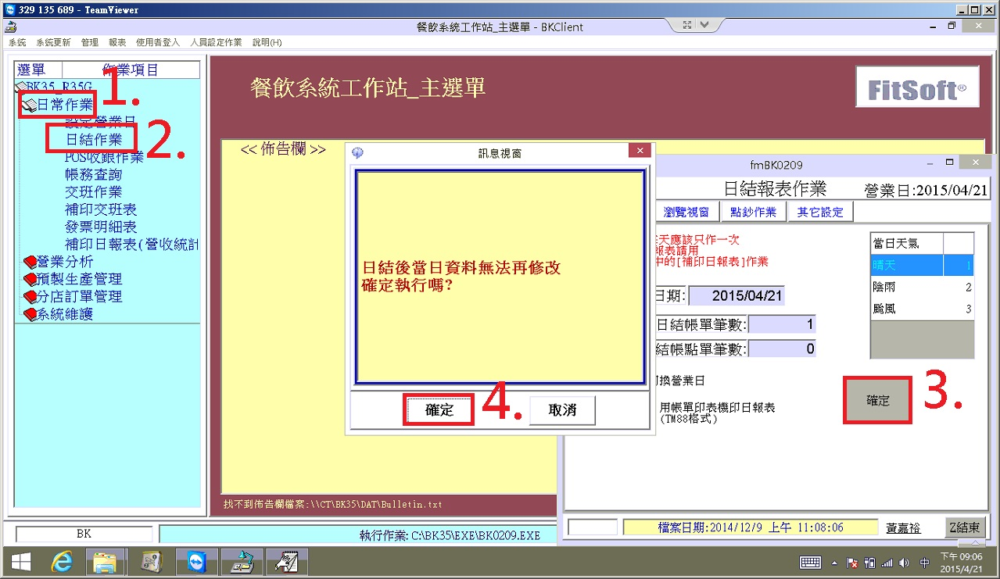 329 135 689 - TeamViewer
餐飲系統工作站_主選單 - BKClient
系統 系統更新 管理 報表 使用者登入 人員設定作業 說明(H)
選單 作業項目
BK35_R35G
1.
日常作業
設定營業日
日結作業
2.
POS收銀作業
帳務查詢
交班作業
補印交班表
發票明細表
補印日報表(營收統計
營業分析
預製生產管理
分店訂單管理
系統維護
餐飲系統工作站_主選單
FitSoft®
<< 佈告欄 >>
訊息視窗
日結後當日資料無法再修改
確定執行嗎?
確定
4.
取消
fmBK0209
日結報表作業
營業日:2015/04/21
瀏覽視窗 點鈔作業 其它設定
天應該只作一次
報表請用
中的[補印日報表]作業
日期: 2015/04/21
日結帳單筆數: 1
結帳點單筆數: 0
換營業日
用帳單印表機印日報表
(TM88格式)
當日天氣
晴天 1
陰雨 2
颱風 3
確定
3.
找不到佈告欄檔案:\\CT\BK35\DAT\Bulletin.txt
檔案日期:2014/12/9 上午 11:08:06
黃嘉裕
Z結束
BK
執行作業: C:\BK35\EXE\BK0209.EXE
中
下午 09:06
2015/4/21